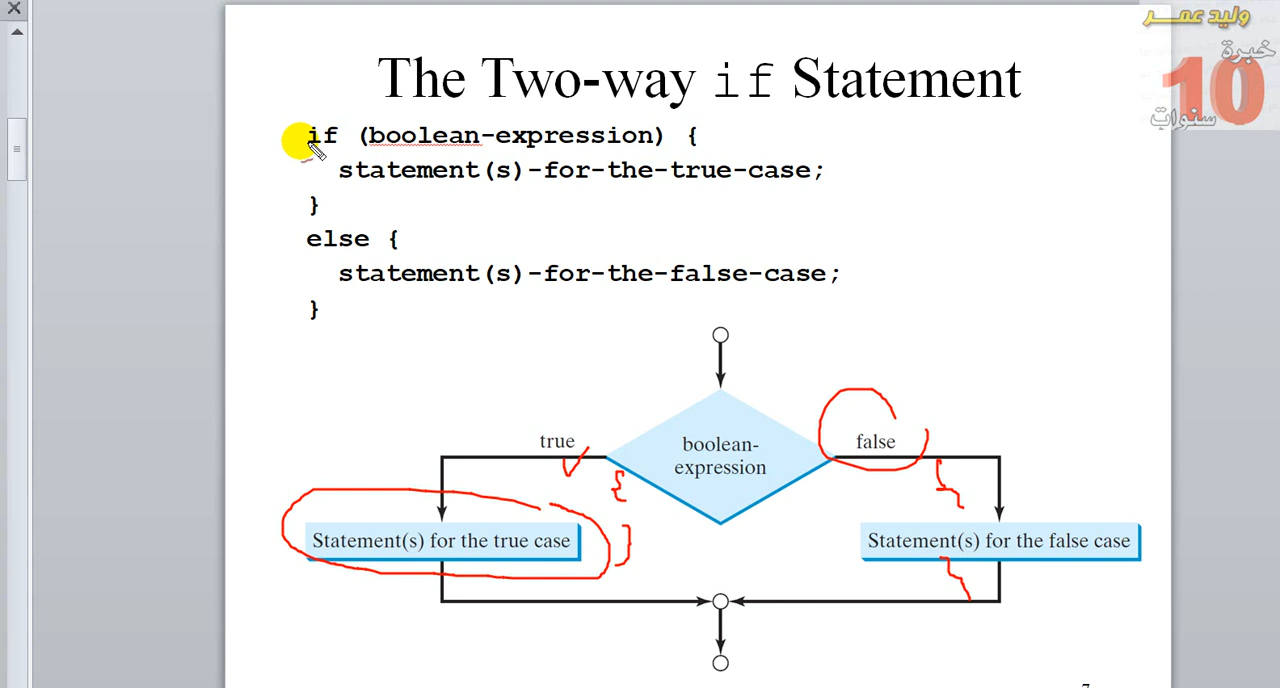 وليد عمر
خبرة
10
سنوات
The Two-way if Statement
if (boolean-expression) {
statement(s)-for-the-true-case;
}
else {
statement(s)-for-the-false-case;
}
true
boolean-
expression
false
Statement(s) for the true case
Statement(s) for the false case